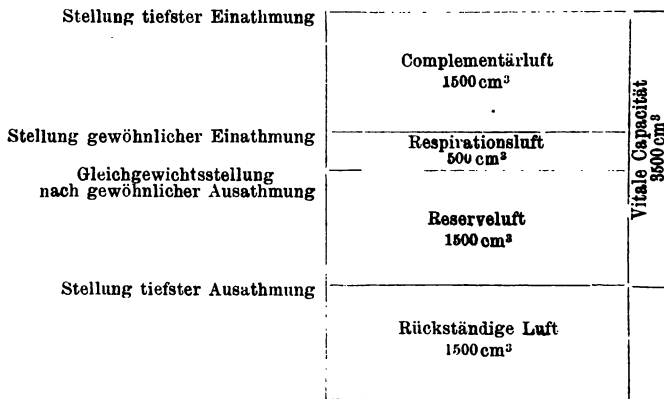 Stellung tiefster Einathmung
Complementärluft
1500 cm³
Stellung gewöhnlicher Einathmung
Respirationsluft
500 cm³
Gleichgewichtsstellung
nach gewöhnlicher Ausathmung
Reserveluft
1500 cm³
Stellung tiefster Ausathmung
Rückständige Luft
1500 cm³
Vitale Capacität
3500 cm³